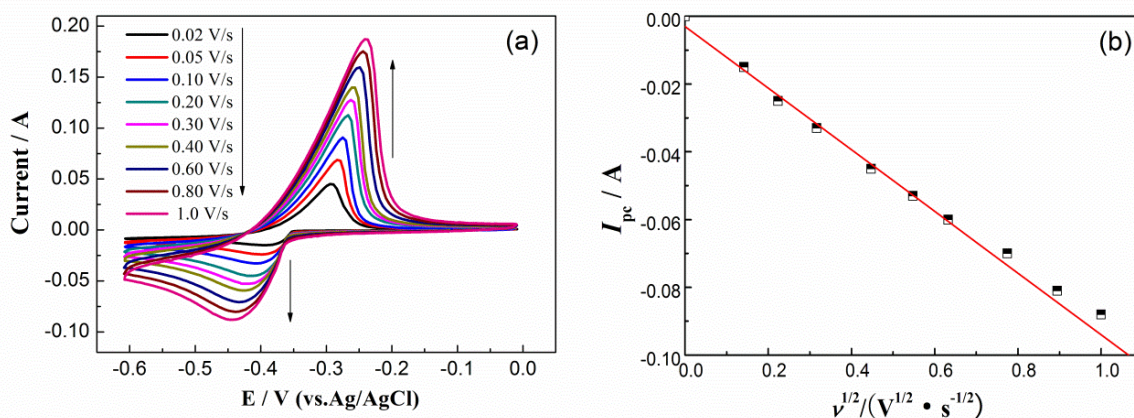 (a)
0.20
0.15
0.10
0.05
0.00
-0.05
-0.10
Current / A
0.02 V/s
0.05 V/s
0.10 V/s
0.20 V/s
0.30 V/s
0.40 V/s
0.60 V/s
0.80 V/s
1.0 V/s
-0.6 -0.5 -0.4 -0.3 -0.2 -0.1 0.0
E / V (vs.Ag/AgCl)
(b)
0.00
-0.02
-0.04
-0.06
-0.08
-0.10
I_pc / A
0.0 0.2 0.4 0.6 0.8 1.0
ν^1/2/(V^1/2 • s^-1/2)